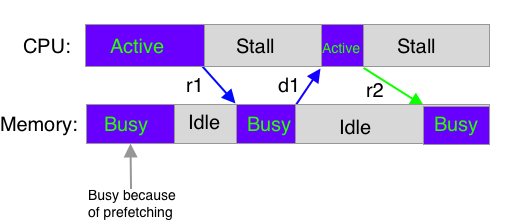 CPU: Active Stall Active Stall
r1 d1 r2
Memory: Busy Idle Busy Idle Busy
Busy because
of prefetching